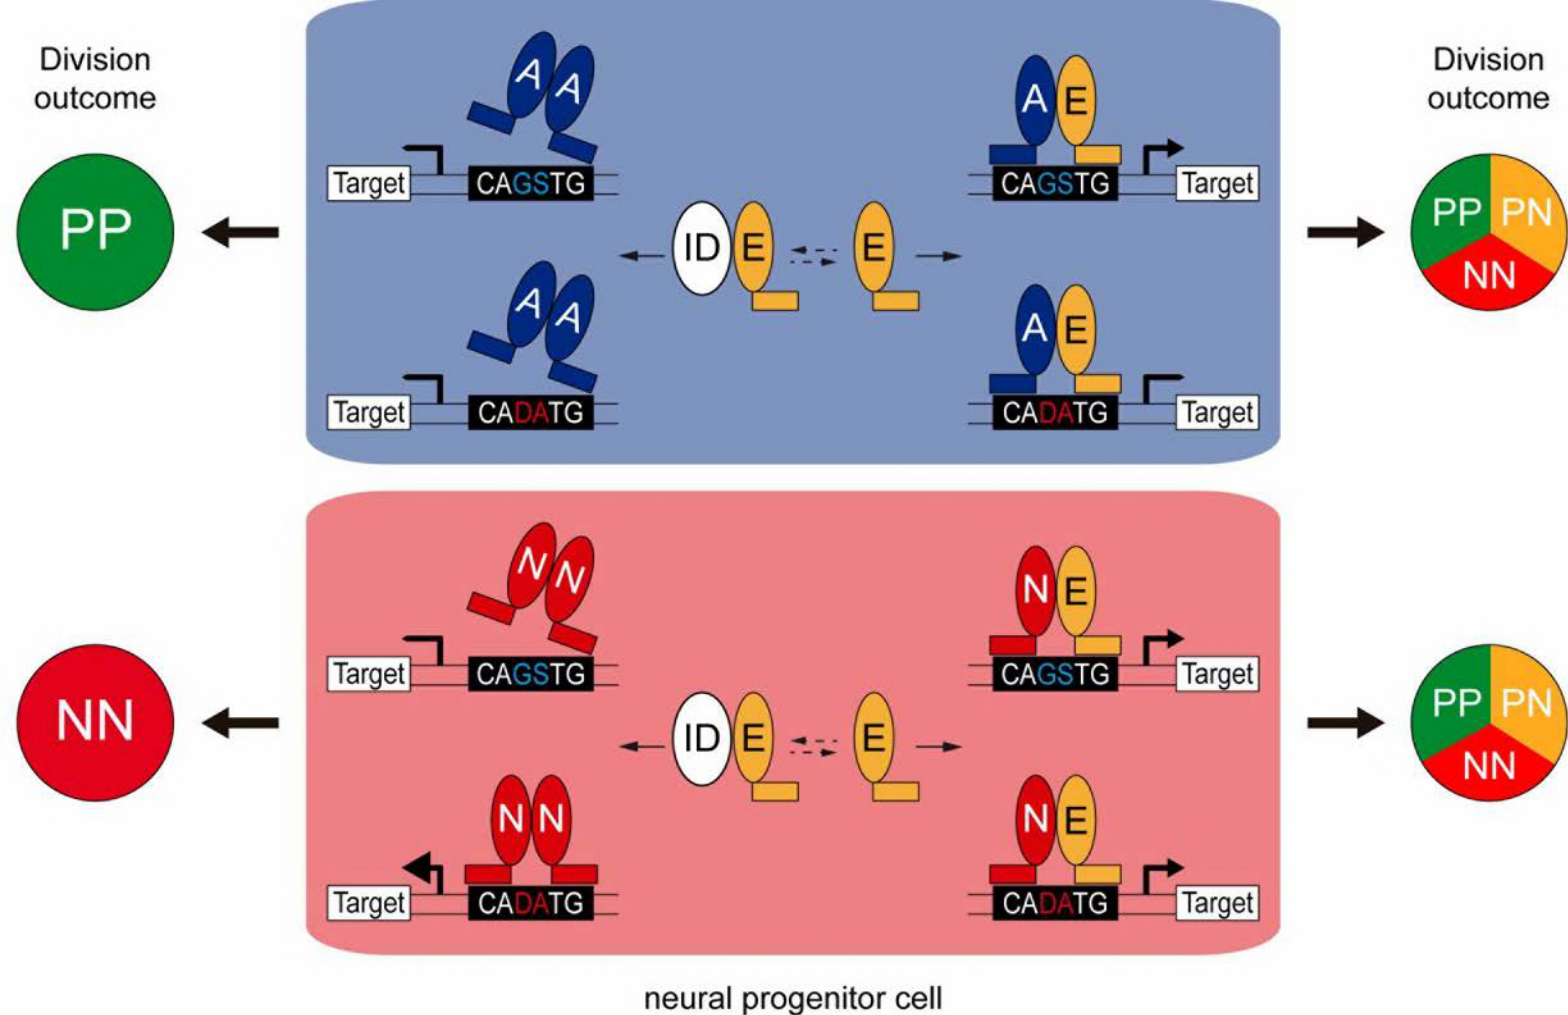 Division
outcome
Division
outcome
A A
A E
Target CAGSTG
CAGSTG Target
PP
ID E E
PP PN
NN
A A
A E
Target CADATG
CADATG Target
N N
N E
Target CAGSTG
CAGSTG Target
NN
ID E E
PP PN
NN
N N
N E
Target CADATG
CADATG Target
neural progenitor cell